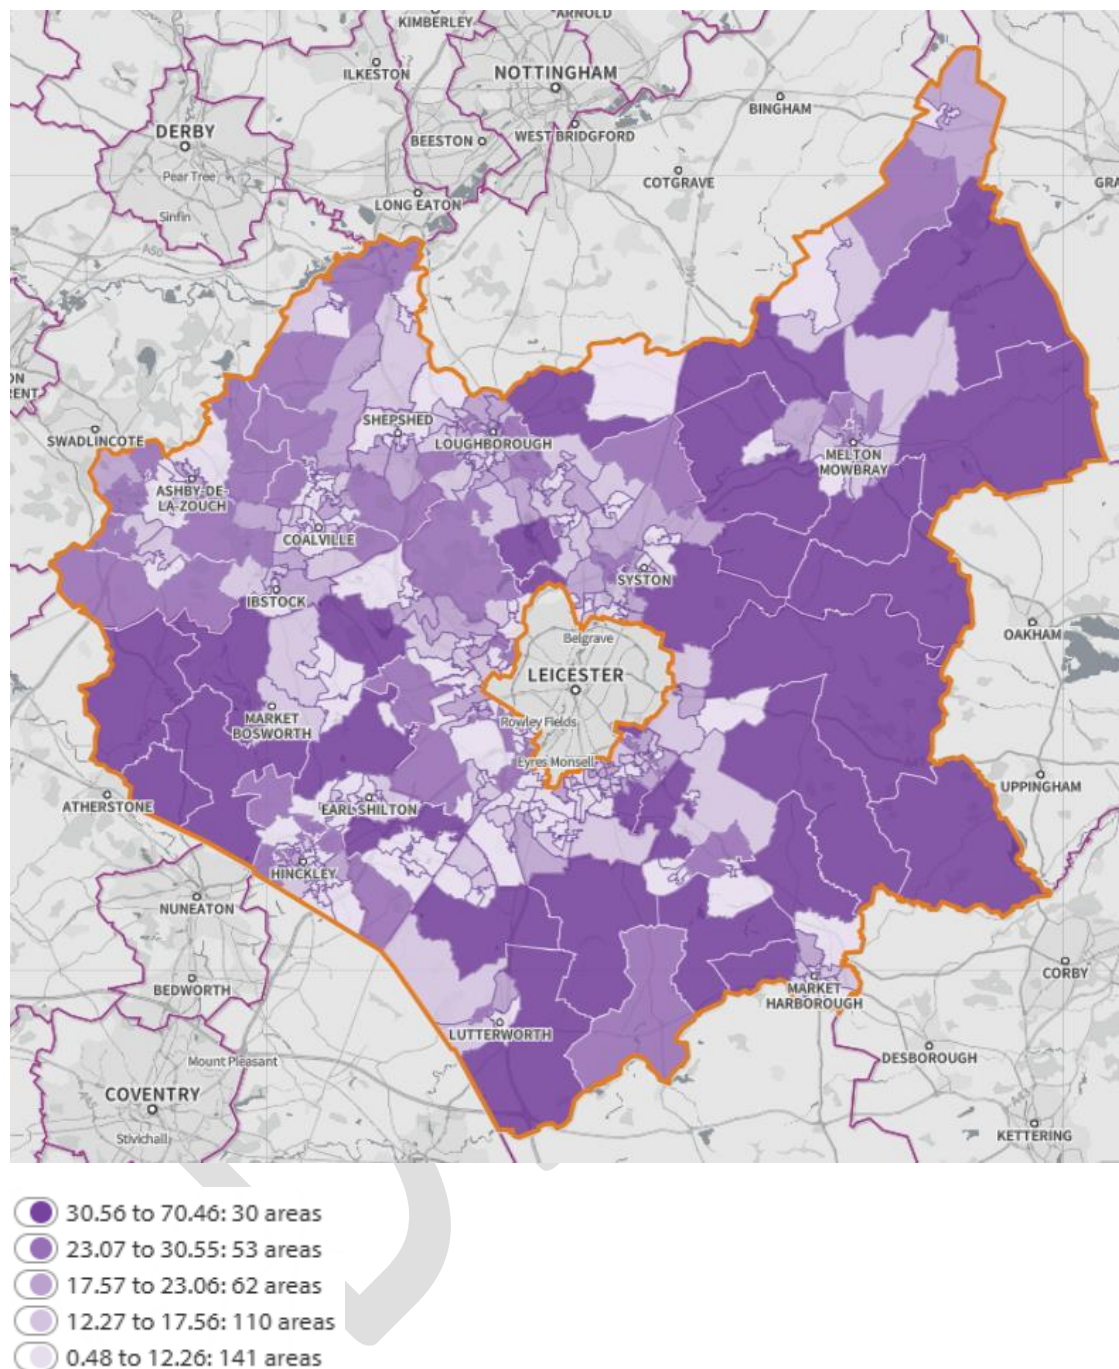 KIMBERLEY
ARNOLD
ILKESTON
NOTTINGHAM
BINGHAM
DERBY
BEESTON
WEST BRIDGFORD
Pear Tree
COTGRAVE
GRA
LONG EATON
Sinfin
A50
ON
RENT
SHEPSHED
SWADLINCOTE
LOUGHBOROUGH
MELTON
MOWBRAY
ASHBY-DE-
LA-ZOUCH
COALVILLE
SYSTON
IBSTOCK
OAKHAM
Belgrave
LEICESTER
MARKET
BOSWORTH
Rowley Fields
Eyres Monsell
UPPINGHAM
ATHERSTONE
EARL SHILTON
HINCKLEY
NUNEATON
CORBY
BEDWORTH
MARKET
HARBOROUGH
LUTTERWORTH
DESBOROUGH
Mount Pleasant
COVENTRY
Stivichall
KETTERING
30.56 to 70.46: 30 areas
23.07 to 30.55: 53 areas
17.57 to 23.06: 62 areas
12.27 to 17.56: 110 areas
0.48 to 12.26: 141 areas